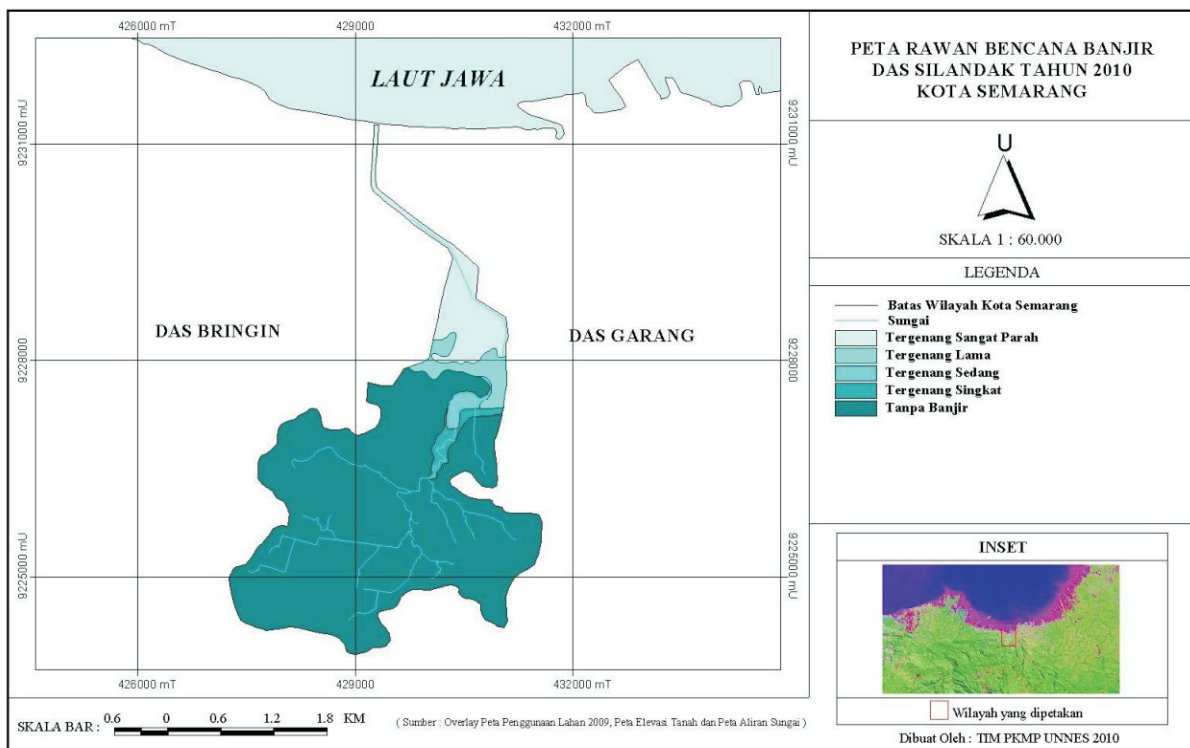 426000 mT
429000
432000 mT
LAUT JAWA
9231000 mU
9231000 mU
DAS BRINGIN
DAS GARANG
9228000 mU
9228000 mU
9225000 mU
9225000 mU
426000 mT
429000
432000 mT
SKALA BAR :
0.6
0
0.6
1.2
1.8
KM
( Sumber : Overlay Peta Penggunaan Lahan 2009, Peta Elevasi Tanah dan Peta Aliran Sungai )
PETA RAWAN BENCANA BANJIR
DAS SILANDAK TAHUN 2010
KOTA SEMARANG
U
SKALA 1 : 60.000
LEGENDA
Batas Wilayah Kota Semarang
Sungai
Tergenang Sangat Parah
Tergenang Lama
Tergenang Sedang
Tergenang Singkat
Tanpa Banjir
INSET
Wilayah yang dipetakan
Dibuat Oleh : TIM PKMP UNNES 2010